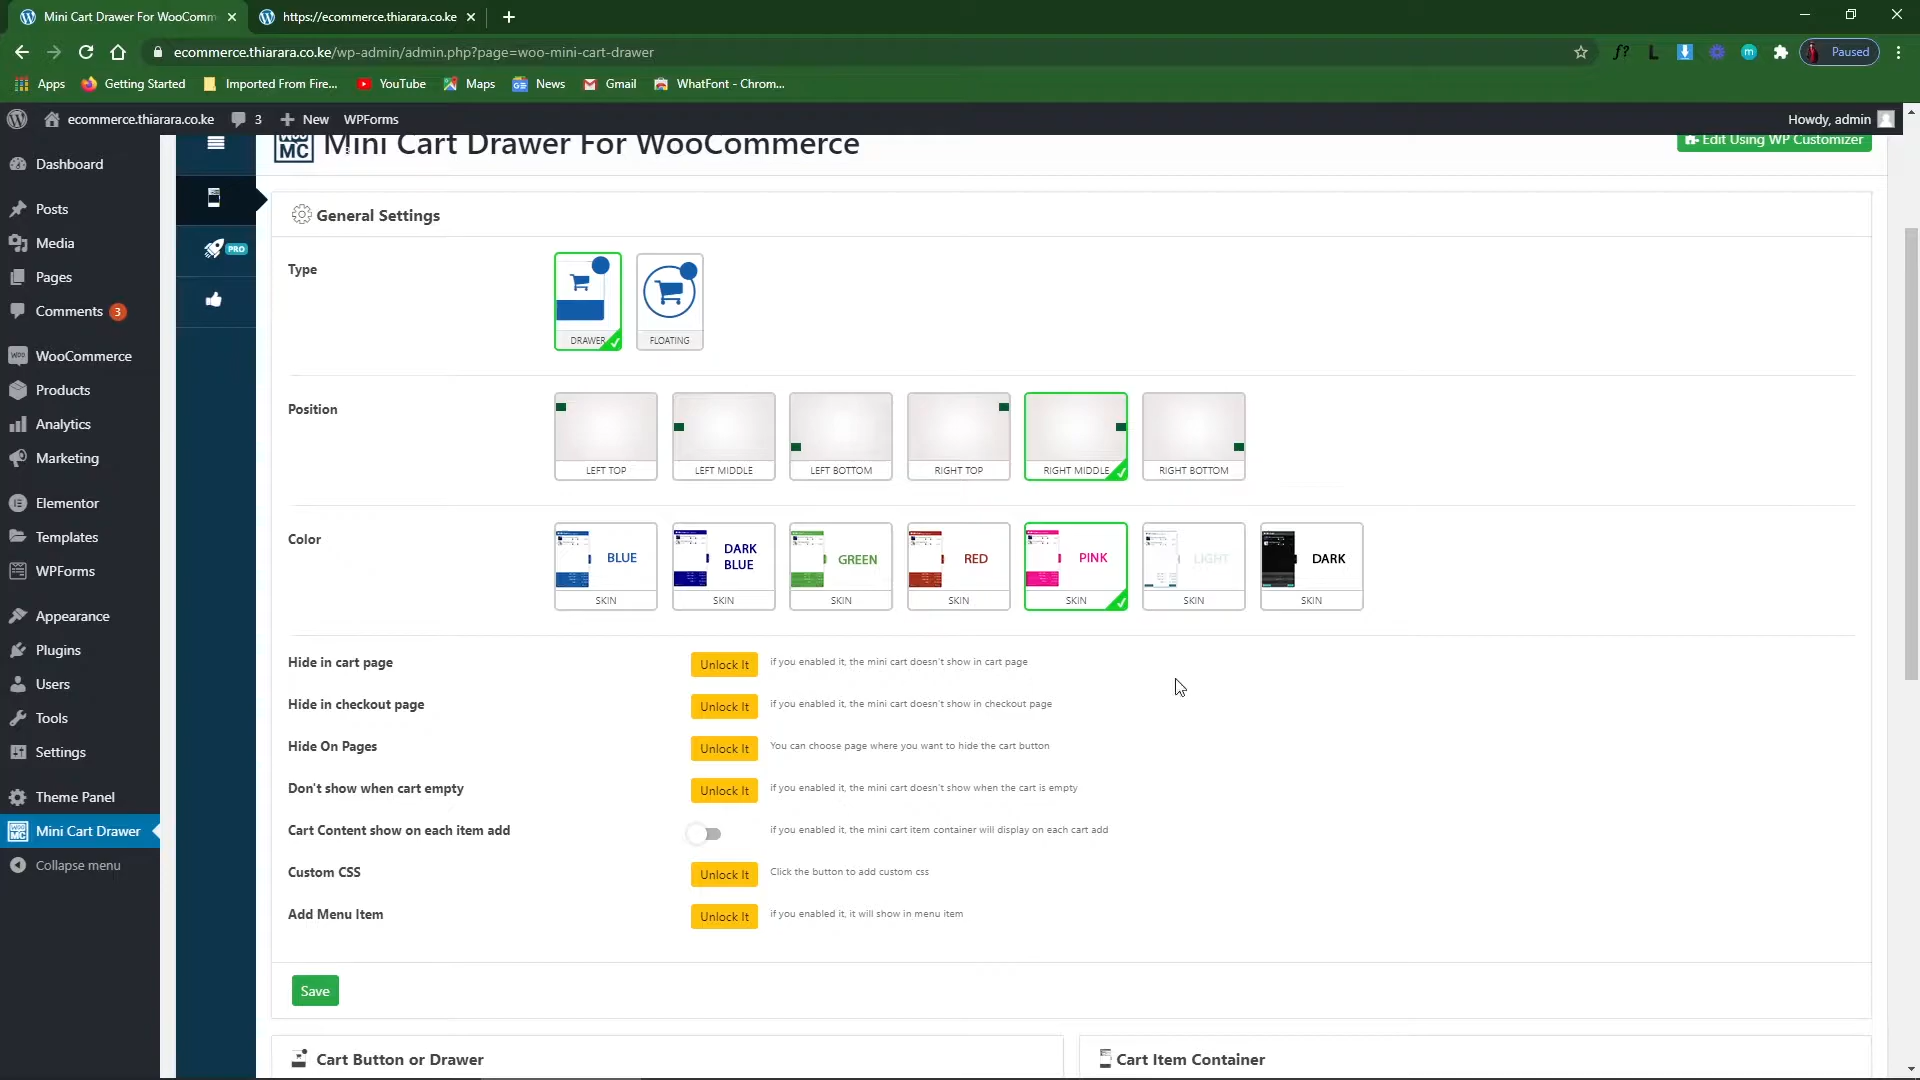 Mini Cart Drawer For WooComm
https://ecommerce.thiarara.co.ke
ecommerce.thiarara.co.ke/wp-admin/admin.php?page=woo-mini-cart-drawer
f?
L
m
Paused
Apps
Getting Started
Imported From Fire...
YouTube
Maps
News
Gmail
WhatFont - Chrom...
ecommerce.thiarara.co.ke
3
New
WPForms
Howdy, admin
Dashboard
Posts
Media
Pages
Comments 3
WooCommerce
Products
Analytics
Marketing
Elementor
Templates
WPForms
Appearance
Plugins
Users
Tools
Settings
Theme Panel
Mini Cart Drawer
Collapse menu
PRO
WOO
MC
Mini Cart Drawer For WooCommerce
Edit Using WP Customizer
General Settings
Type
DRAWER
FLOATING
Position
LEFT TOP
LEFT MIDDLE
LEFT BOTTOM
RIGHT TOP
RIGHT MIDDLE
RIGHT BOTTOM
Color
BLUE
SKIN
DARK
BLUE
SKIN
GREEN
SKIN
RED
SKIN
PINK
SKIN
LIGHT
SKIN
DARK
SKIN
Hide in cart page
Unlock It
if you enabled it, the mini cart doesn't show in cart page
Hide in checkout page
Unlock It
if you enabled it, the mini cart doesn't show in checkout page
Hide On Pages
Unlock It
You can choose page where you want to hide the cart button
Don't show when cart empty
Unlock It
if you enabled it, the mini cart doesn't show when the cart is empty
Cart Content show on each item add
if you enabled it, the mini cart item container will display on each cart add
Custom CSS
Unlock It
Click the button to add custom css
Add Menu Item
Unlock It
if you enabled it, it will show in menu item
Save
Cart Button or Drawer
Cart Item Container